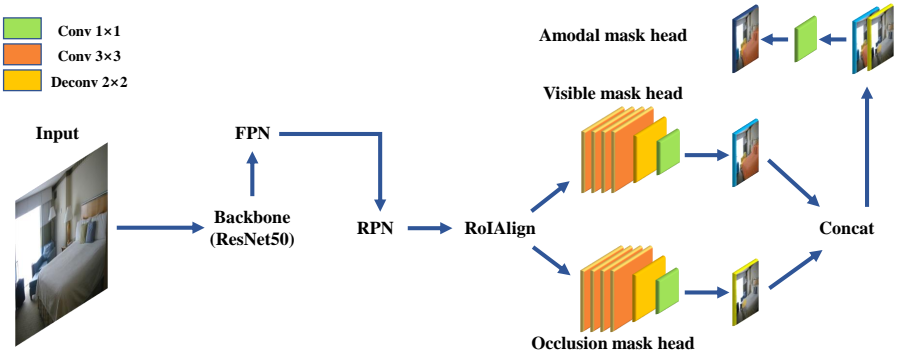 Conv 1×1
Conv 3×3
Deconv 2×2
Input
Backbone
(ResNet50)
FPN
RPN
RoIAlign
Visible mask head
Occlusion mask head
Concat
Amodal mask head